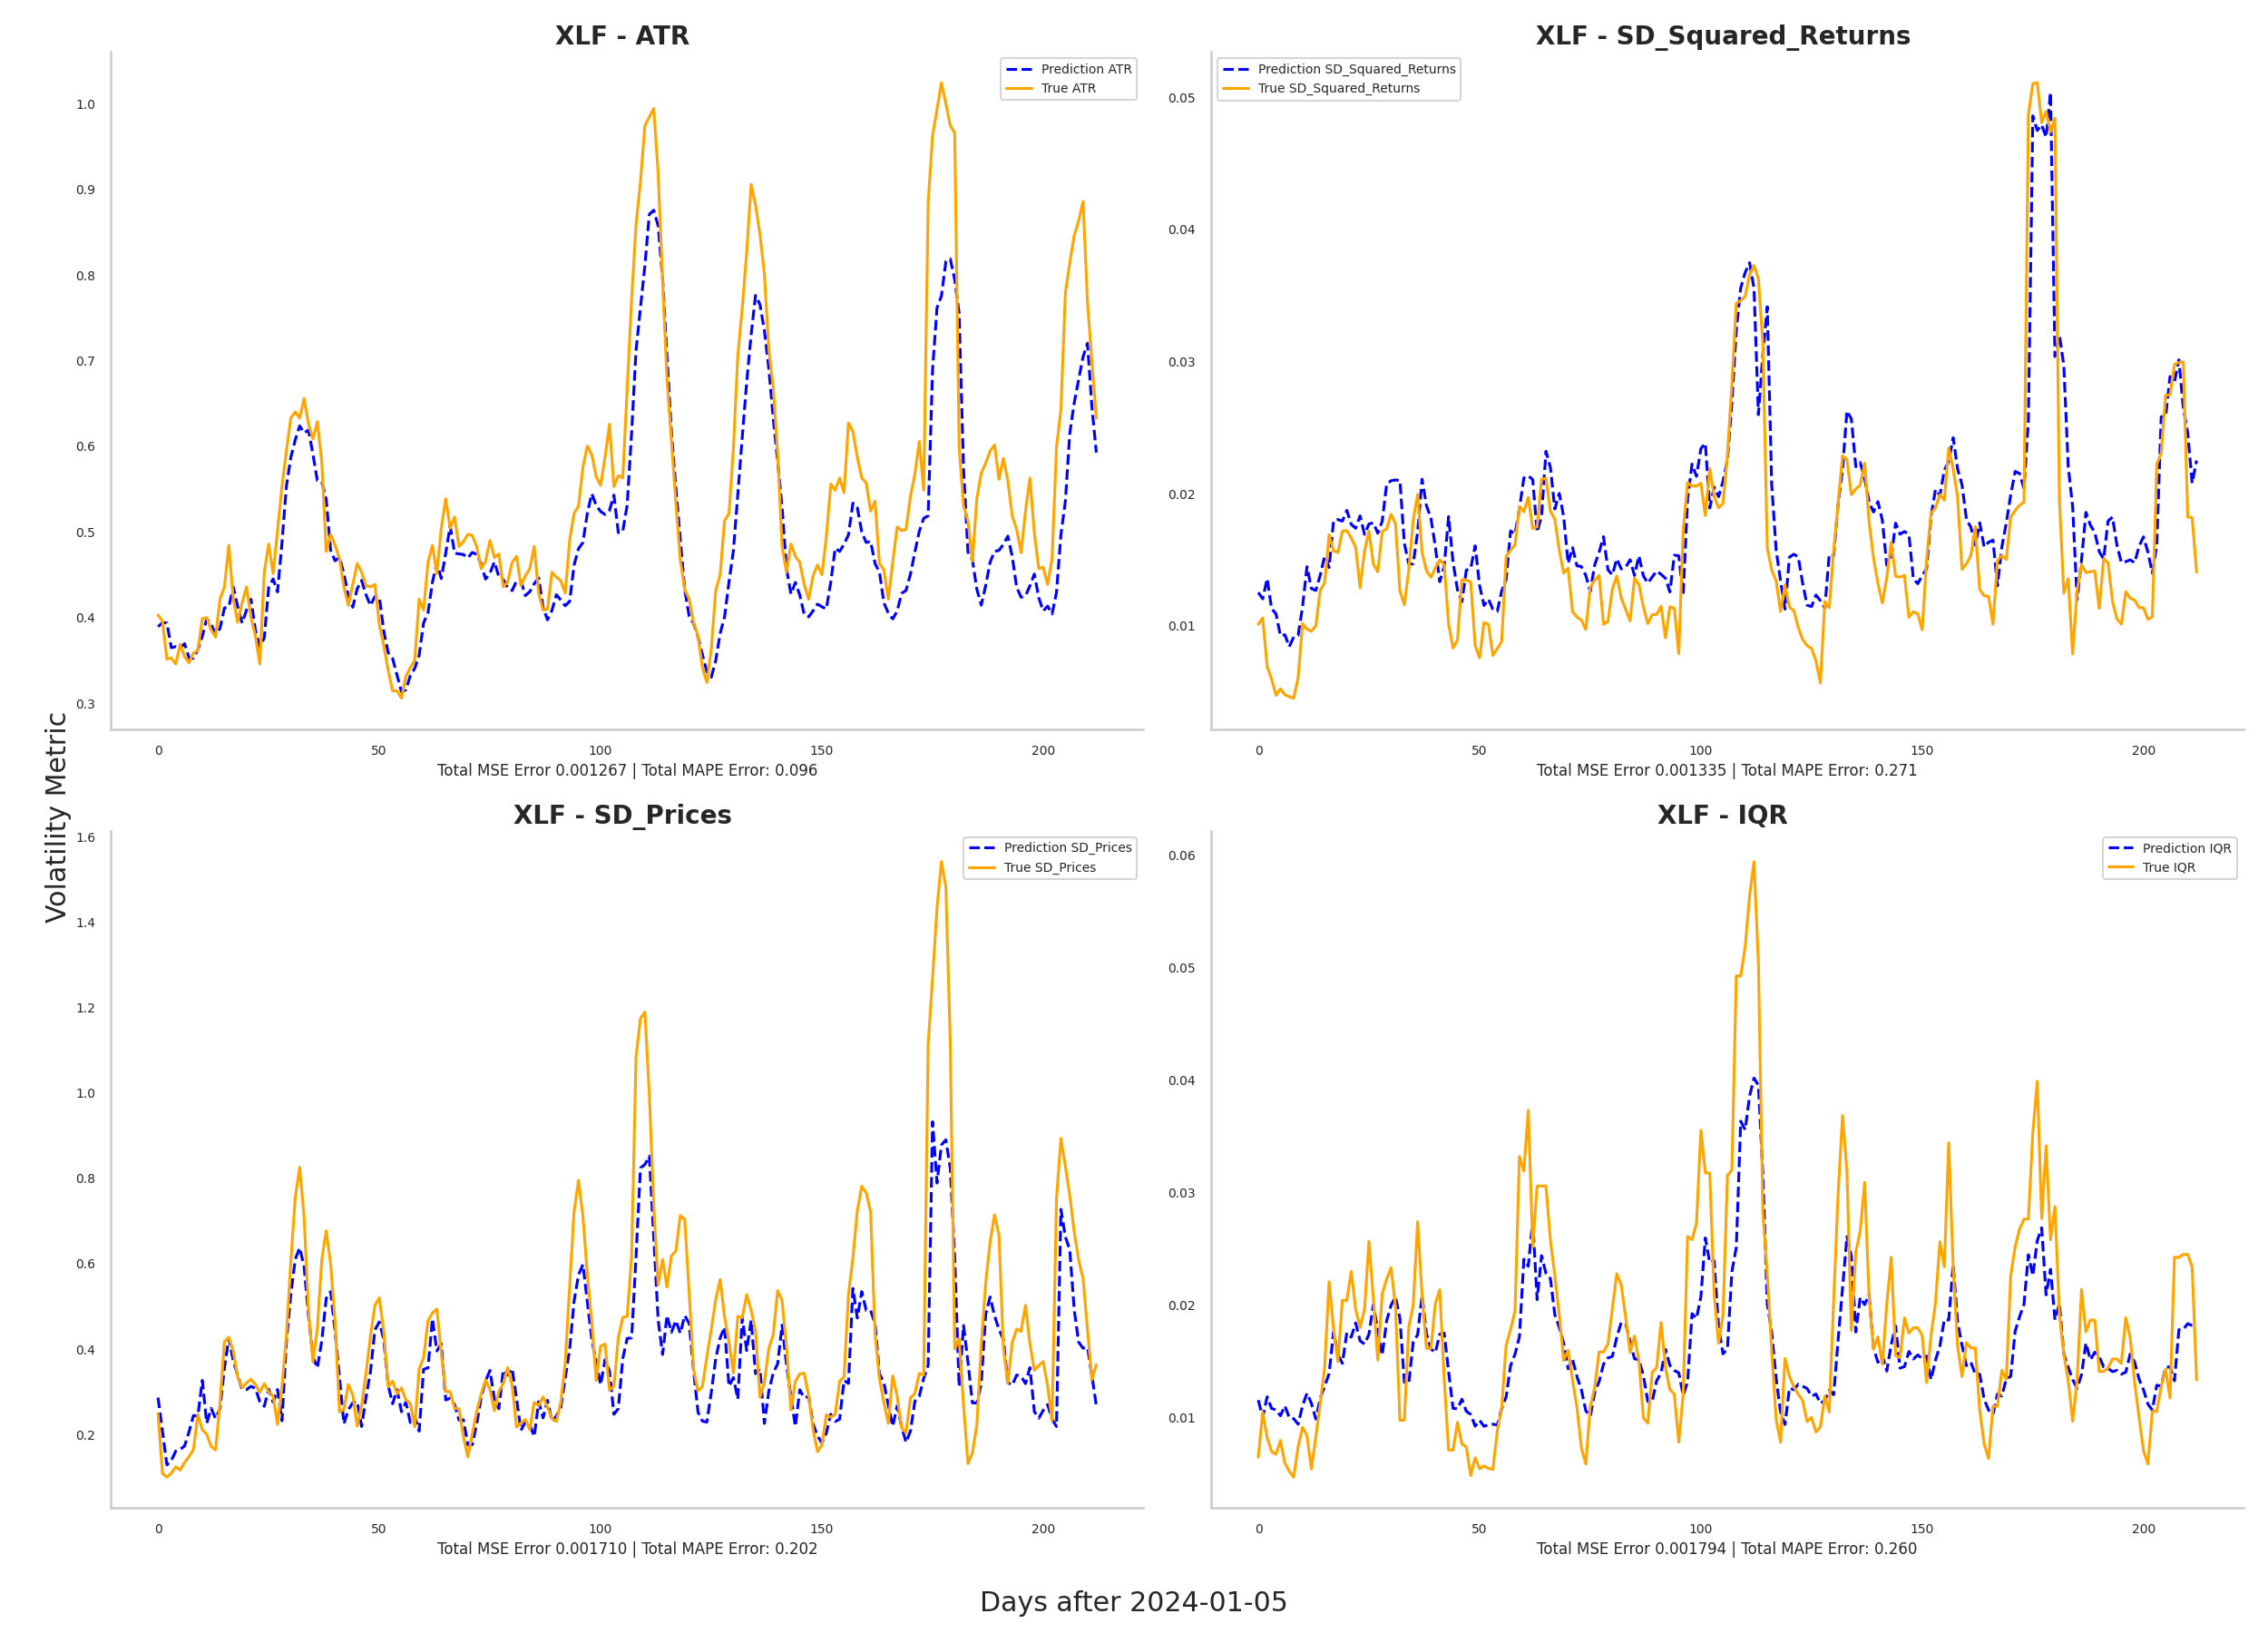 XLF - ATR
Prediction ATR
True ATR
1.0
0.9
0.8
0.7
0.6
0.5
0.4
0.3
0 50 100 150 200
Total MSE Error 0.001267 | Total MAPE Error: 0.096
XLF - SD_Squared_Returns
Prediction SD_Squared_Returns
True SD_Squared_Returns
0.05
0.04
0.03
0.02
0.01
0 50 100 150 200
Total MSE Error 0.001335 | Total MAPE Error: 0.271
Volatility Metric
XLF - SD_Prices
Prediction SD_Prices
True SD_Prices
1.6
1.4
1.2
1.0
0.8
0.6
0.4
0.2
0 50 100 150 200
Total MSE Error 0.001710 | Total MAPE Error: 0.202
XLF - IQR
Prediction IQR
True IQR
0.06
0.05
0.04
0.03
0.02
0.01
0 50 100 150 200
Total MSE Error 0.001794 | Total MAPE Error: 0.260
Days after 2024-01-05